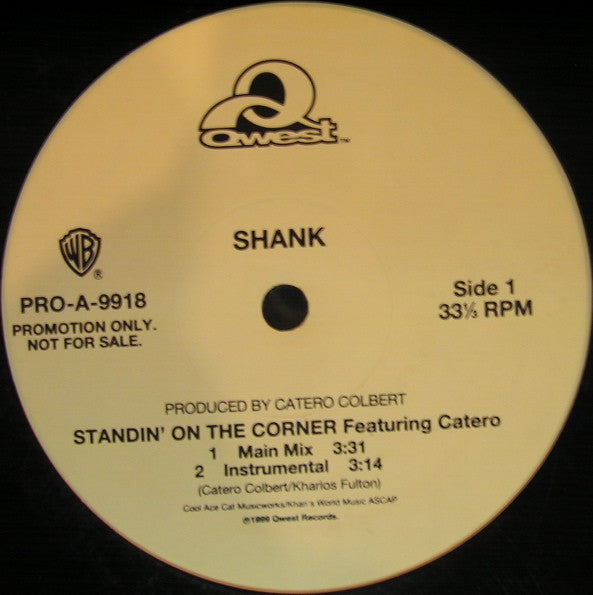 Qwest™
SHANK
WB
®
PRO-A-9918
PROMOTION ONLY.
NOT FOR SALE.
Side 1
33⅓ RPM
PRODUCED BY CATERO COLBERT
STANDIN' ON THE CORNER Featuring Catero
1 Main Mix 3:31
2 Instrumental 3:14
(Catero Colbert/Kharlos Fulton)
Cool Ace Cat Musicworks/Khan's World Music ASCAP
℗1999 Qwest Records.